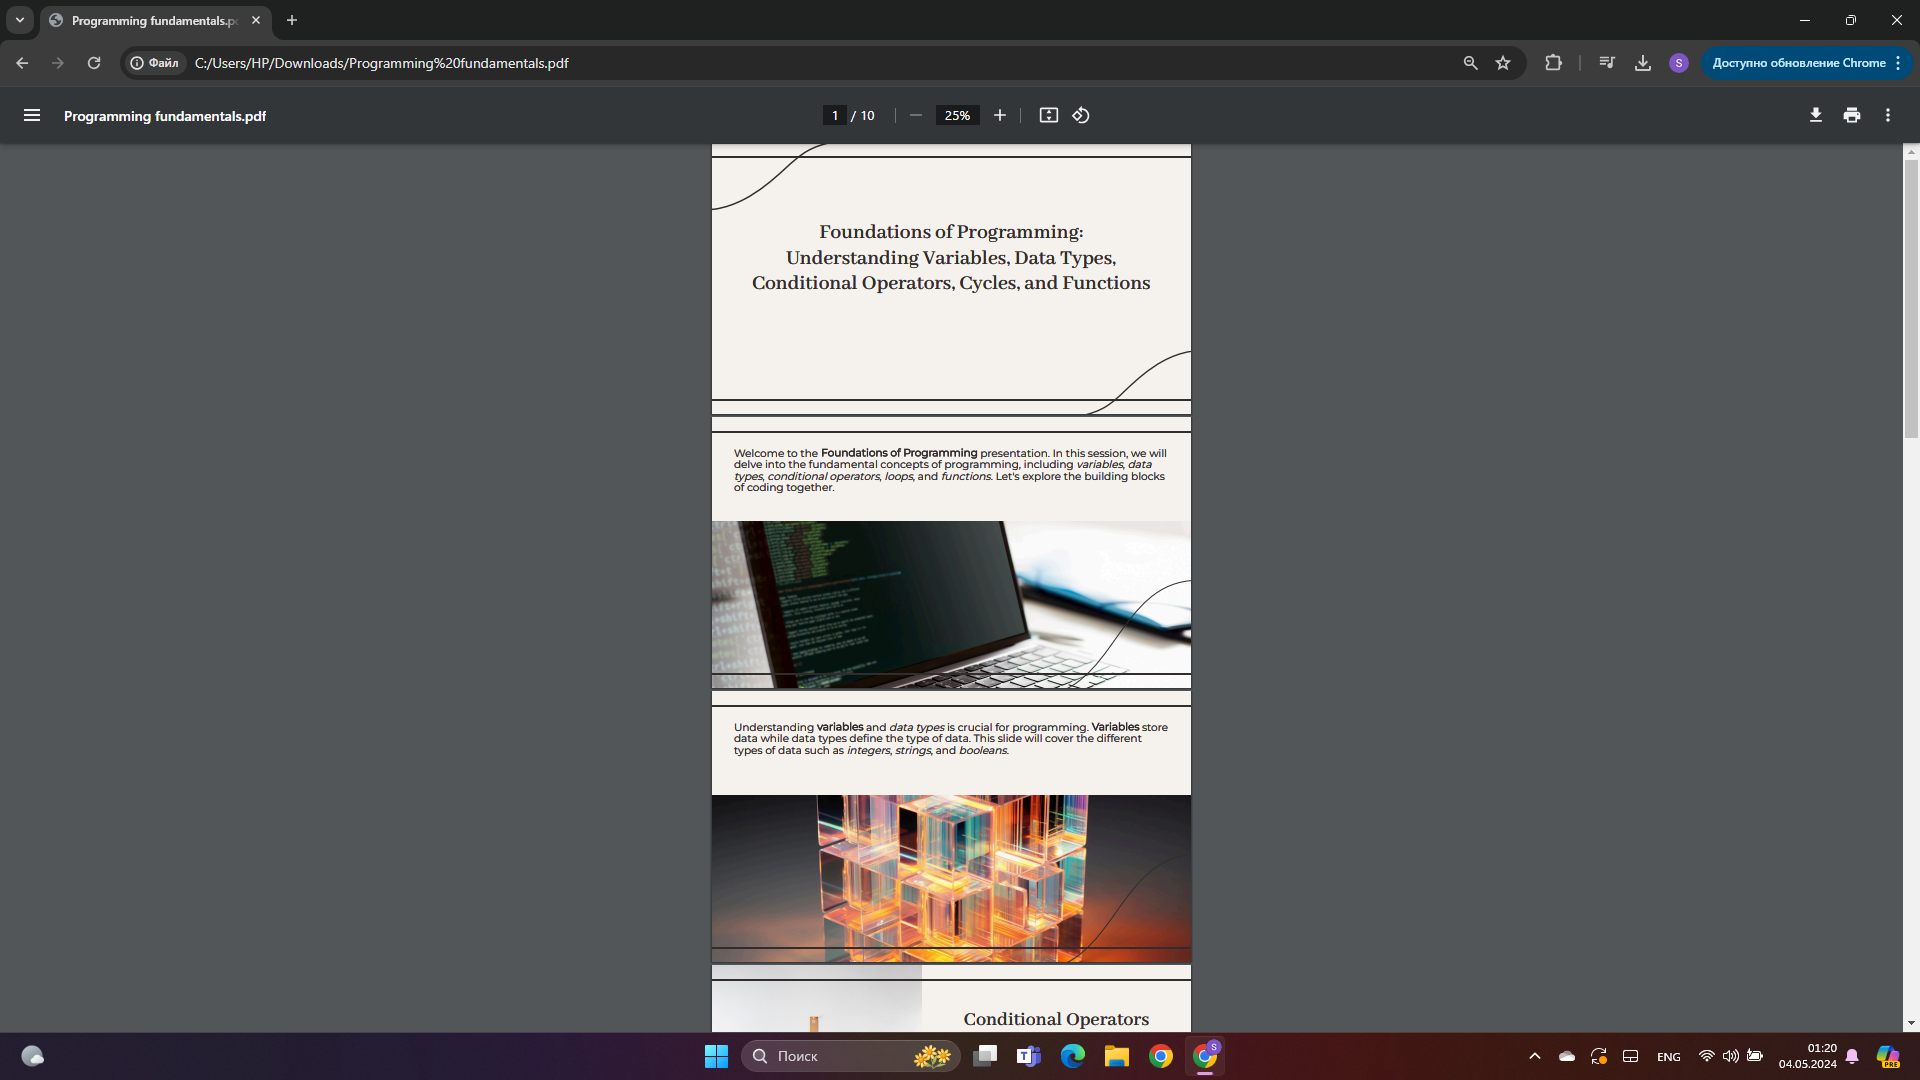 Programming fundamentals.p
Файл
C:/Users/HP/Downloads/Programming%20fundamentals.pdf
S
Доступно обновление Chrome
Programming fundamentals.pdf
1 / 10
25%
Foundations of Programming:
Understanding Variables, Data Types,
Conditional Operators, Cycles, and Functions
Welcome to the Foundations of Programming presentation. In this session, we will
delve into the fundamental concepts of programming, including variables, data
types, conditional operators, loops, and functions. Let's explore the building blocks
of coding together.
Understanding variables and data types is crucial for programming. Variables store
data while data types define the type of data. This slide will cover the different
types of data such as integers, strings, and booleans.
Conditional Operators
Поиск
S
ENG
01:20
04.05.2024
PRE